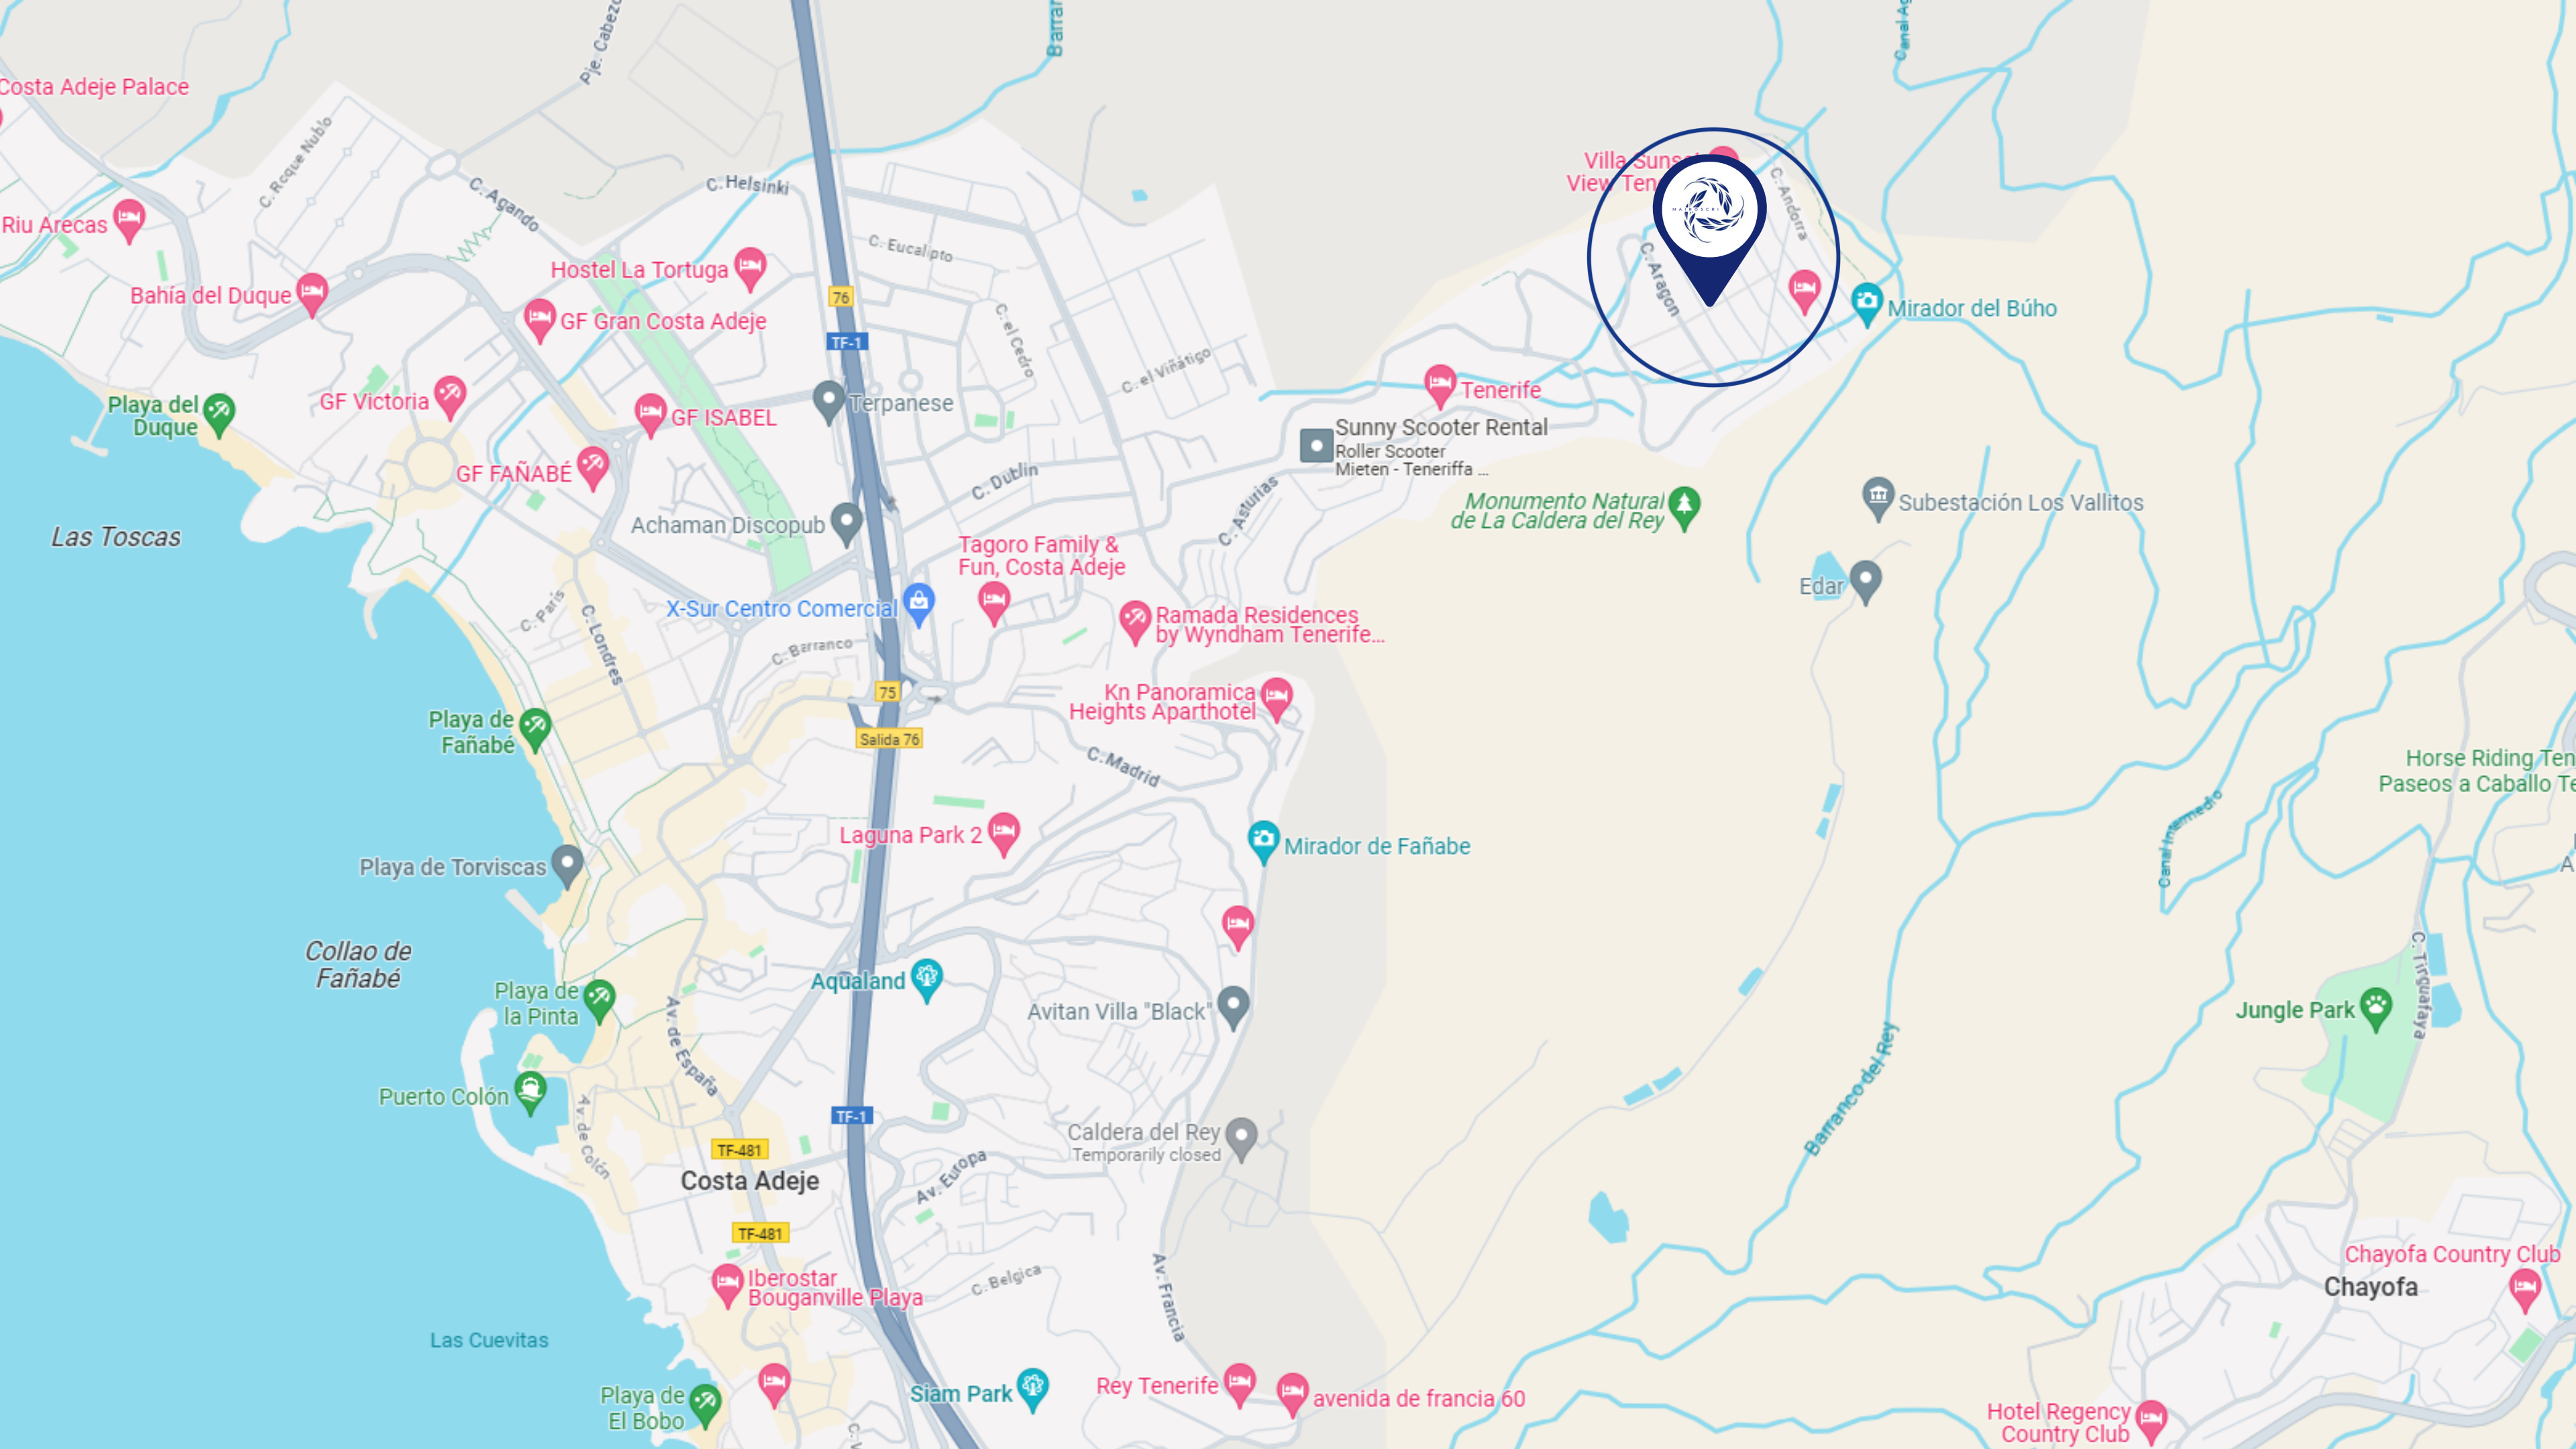 Costa Adeje Palace
Pje. Cabezo
Barran
Canal Ag
C. Roque Nublo
C. Agando
C. Helsinki
Villa Sunset
View Ten
C. Andorra
Riu Arecas
C. Eucalipto
C. Aragon
Hostel La Tortuga
Bahía del Duque
76
Mirador del Búho
GF Gran Costa Adeje
TF-1
C. el Cedro
C. el Viñátigo
Tenerife
GF Victoria
Terpanese
Playa del
Duque
GF ISABEL
Sunny Scooter Rental
Roller Scooter
Mieten - Teneriffa ...
GF FAÑABÉ
C. Dublin
C. Asturias
Monumento Natural
de La Caldera del Rey
Subestación Los Vallitos
Las Toscas
Achaman Discopub
Tagoro Family &
Fun, Costa Adeje
Edar
X-Sur Centro Comercial
C. París
C. Londres
Ramada Residences
by Wyndham Tenerife...
C. Barranco
75
Kn Panoramica
Heights Aparthotel
Playa de
Fañabé
Salida 76
C. Madrid
Horse Riding Ten
Paseos a Caballo Te
Laguna Park 2
Mirador de Fañabe
Canal Intermedio
Playa de Torviscas
A
Collao de
Fañabé
Aqualand
C. Tinguafaya
Playa de
la Pinta
Avitan Villa "Black"
Jungle Park
Av. de España
Puerto Colón
Av. de Colón
TF-1
Barranco del Rey
TF-481
Caldera del Rey
Temporarily closed
Costa Adeje
Av. Europa
TF-481
Chayofa Country Club
Iberostar
Bouganville Playa
C. Belgica
Av. Francia
Chayofa
Las Cuevitas
Playa de
El Bobo
Siam Park
Rey Tenerife
avenida de francia 60
Hotel Regency
Country Club